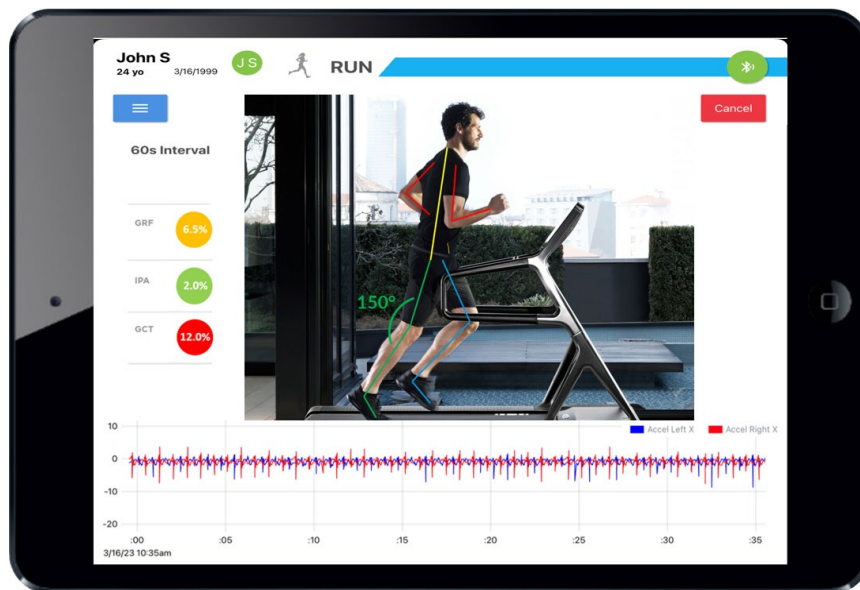 John S
24 yo 3/16/1999
J S
RUN
Cancel
60s Interval
GRF
6.5%
IPA
2.0%
GCT
12.0%
150°
Accel Left X
Accel Right X
10
0
-10
-20
:00 :05 :10 :15 :20 :25 :30 :35
3/16/23 10:35am